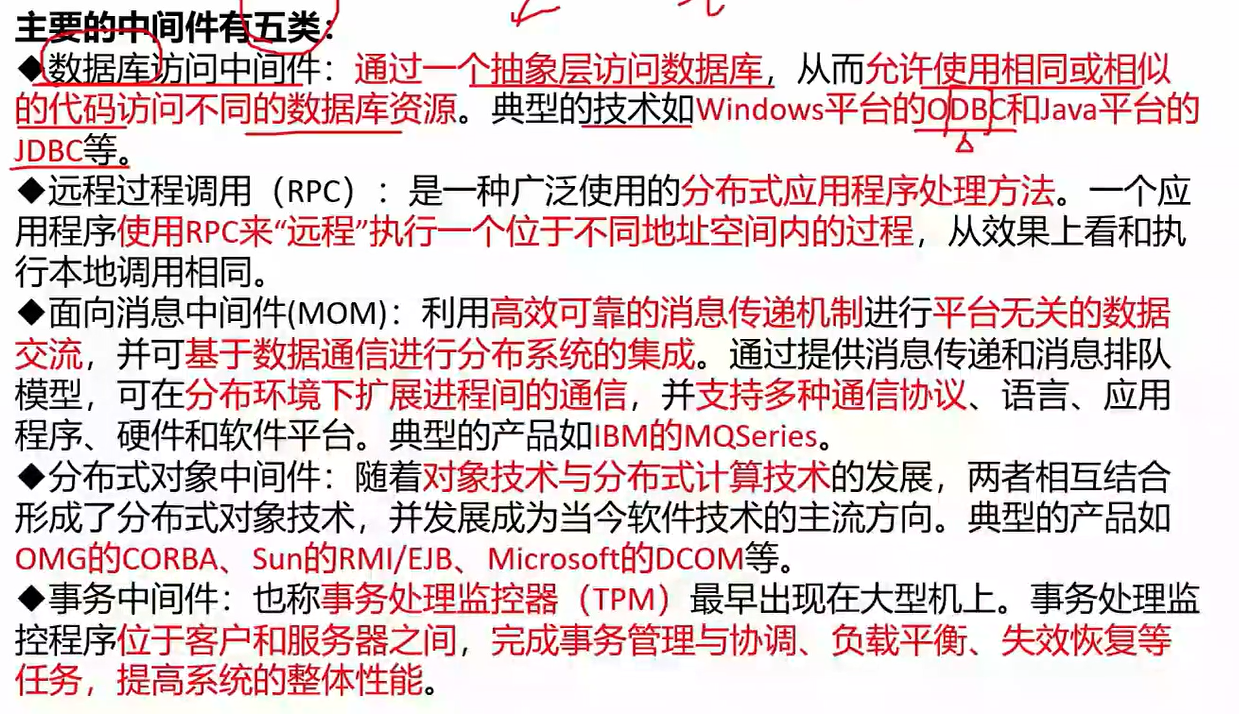 主要的中间件有五类：
◆数据库访问中间件：通过一个抽象层访问数据库，从而允许使用相同或相似
的代码访问不同的数据库资源。典型的技术如Windows平台的ODBC和Java平台的
JDBC等。
◆远程过程调用（RPC）：是一种广泛使用的分布式应用程序处理方法。一个应
用程序使用RPC来“远程”执行一个位于不同地址空间内的过程，从效果上看和执
行本地调用相同。
◆面向消息中间件(MOM)：利用高效可靠的消息传递机制进行平台无关的数据
交流，并可基于数据通信进行分布系统的集成。通过提供消息传递和消息排队
模型，可在分布环境下扩展进程间的通信，并支持多种通信协议、语言、应用
程序、硬件和软件平台。典型的产品如IBM的MQSeries。
◆分布式对象中间件：随着对象技术与分布式计算技术的发展，两者相互结合
形成了分布式对象技术，并发展成为当今软件技术的主流方向。典型的产品如
OMG的CORBA、Sun的RMI/EJB、Microsoft的DCOM等。
◆事务中间件：也称事务处理监控器（TPM）最早出现在大型机上。事务处理监
控程序位于客户和服务器之间，完成事务管理与协调、负载平衡、失效恢复等
任务，提高系统的整体性能。